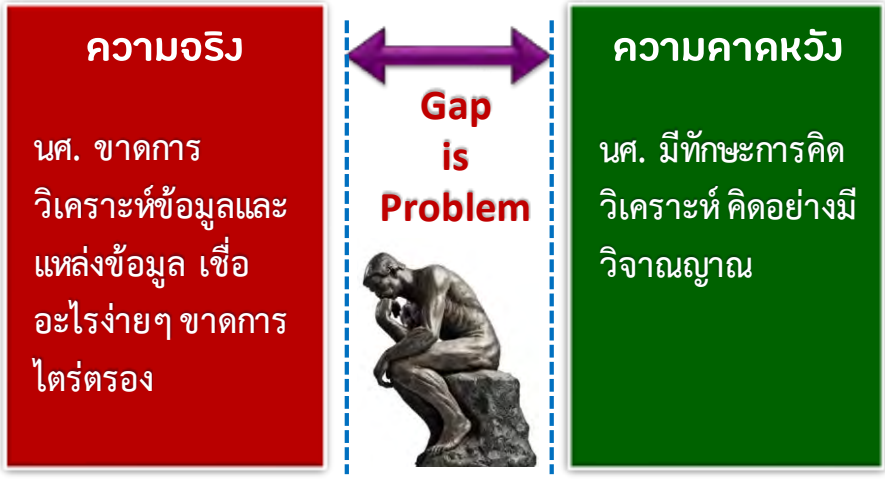 ความจริง
นศ. ขาดการ
วิเคราะห์ข้อมูลและ
แหล่งข้อมูล เชื่อ
อะไรง่ายๆ ขาดการ
ไตร่ตรอง
Gap
is
Problem
ความคาดหวัง
นศ. มีทักษะการคิด
วิเคราะห์ คิดอย่างมี
วิจาณญาณ